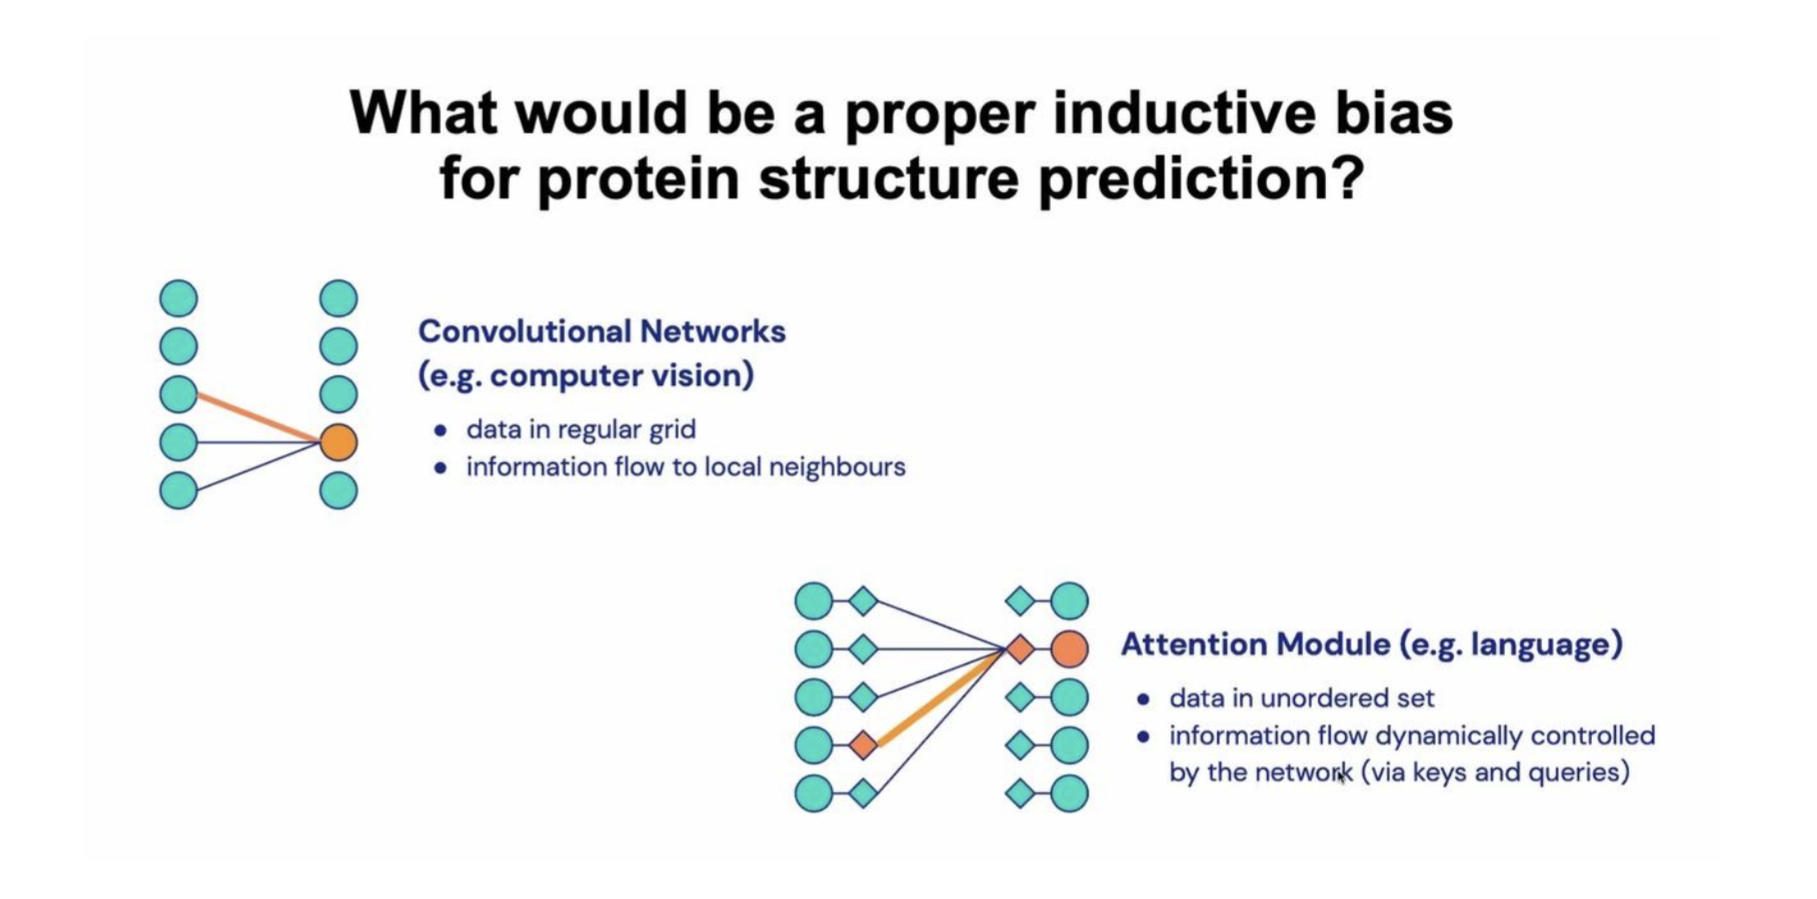 What would be a proper inductive bias
for protein structure prediction?
Convolutional Networks
(e.g. computer vision)
● data in regular grid
● information flow to local neighbours
Attention Module (e.g. language)
● data in unordered set
● information flow dynamically controlled
by the network (via keys and queries)